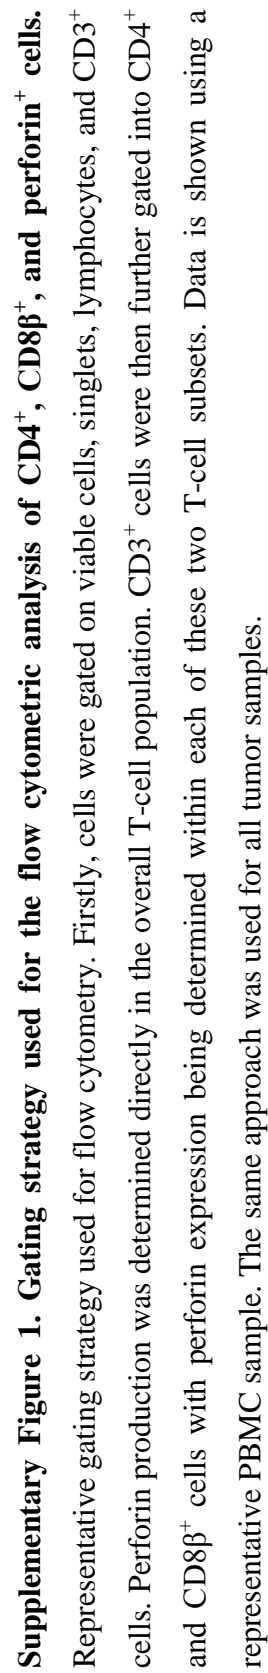 Supplementary Figure 1. Gating strategy used for the flow cytometric analysis of CD4⁺, CD8β⁺, and perforin⁺ cells.
Representative gating strategy used for flow cytometry. Firstly, cells were gated on viable cells, singlets, lymphocytes, and CD3⁺
cells. Perforin production was determined directly in the overall T-cell population. CD3⁺ cells were then further gated into CD4⁺
and CD8β⁺ cells with perforin expression being determined within each of these two T-cell subsets. Data is shown using a
representative PBMC sample. The same approach was used for all tumor samples.